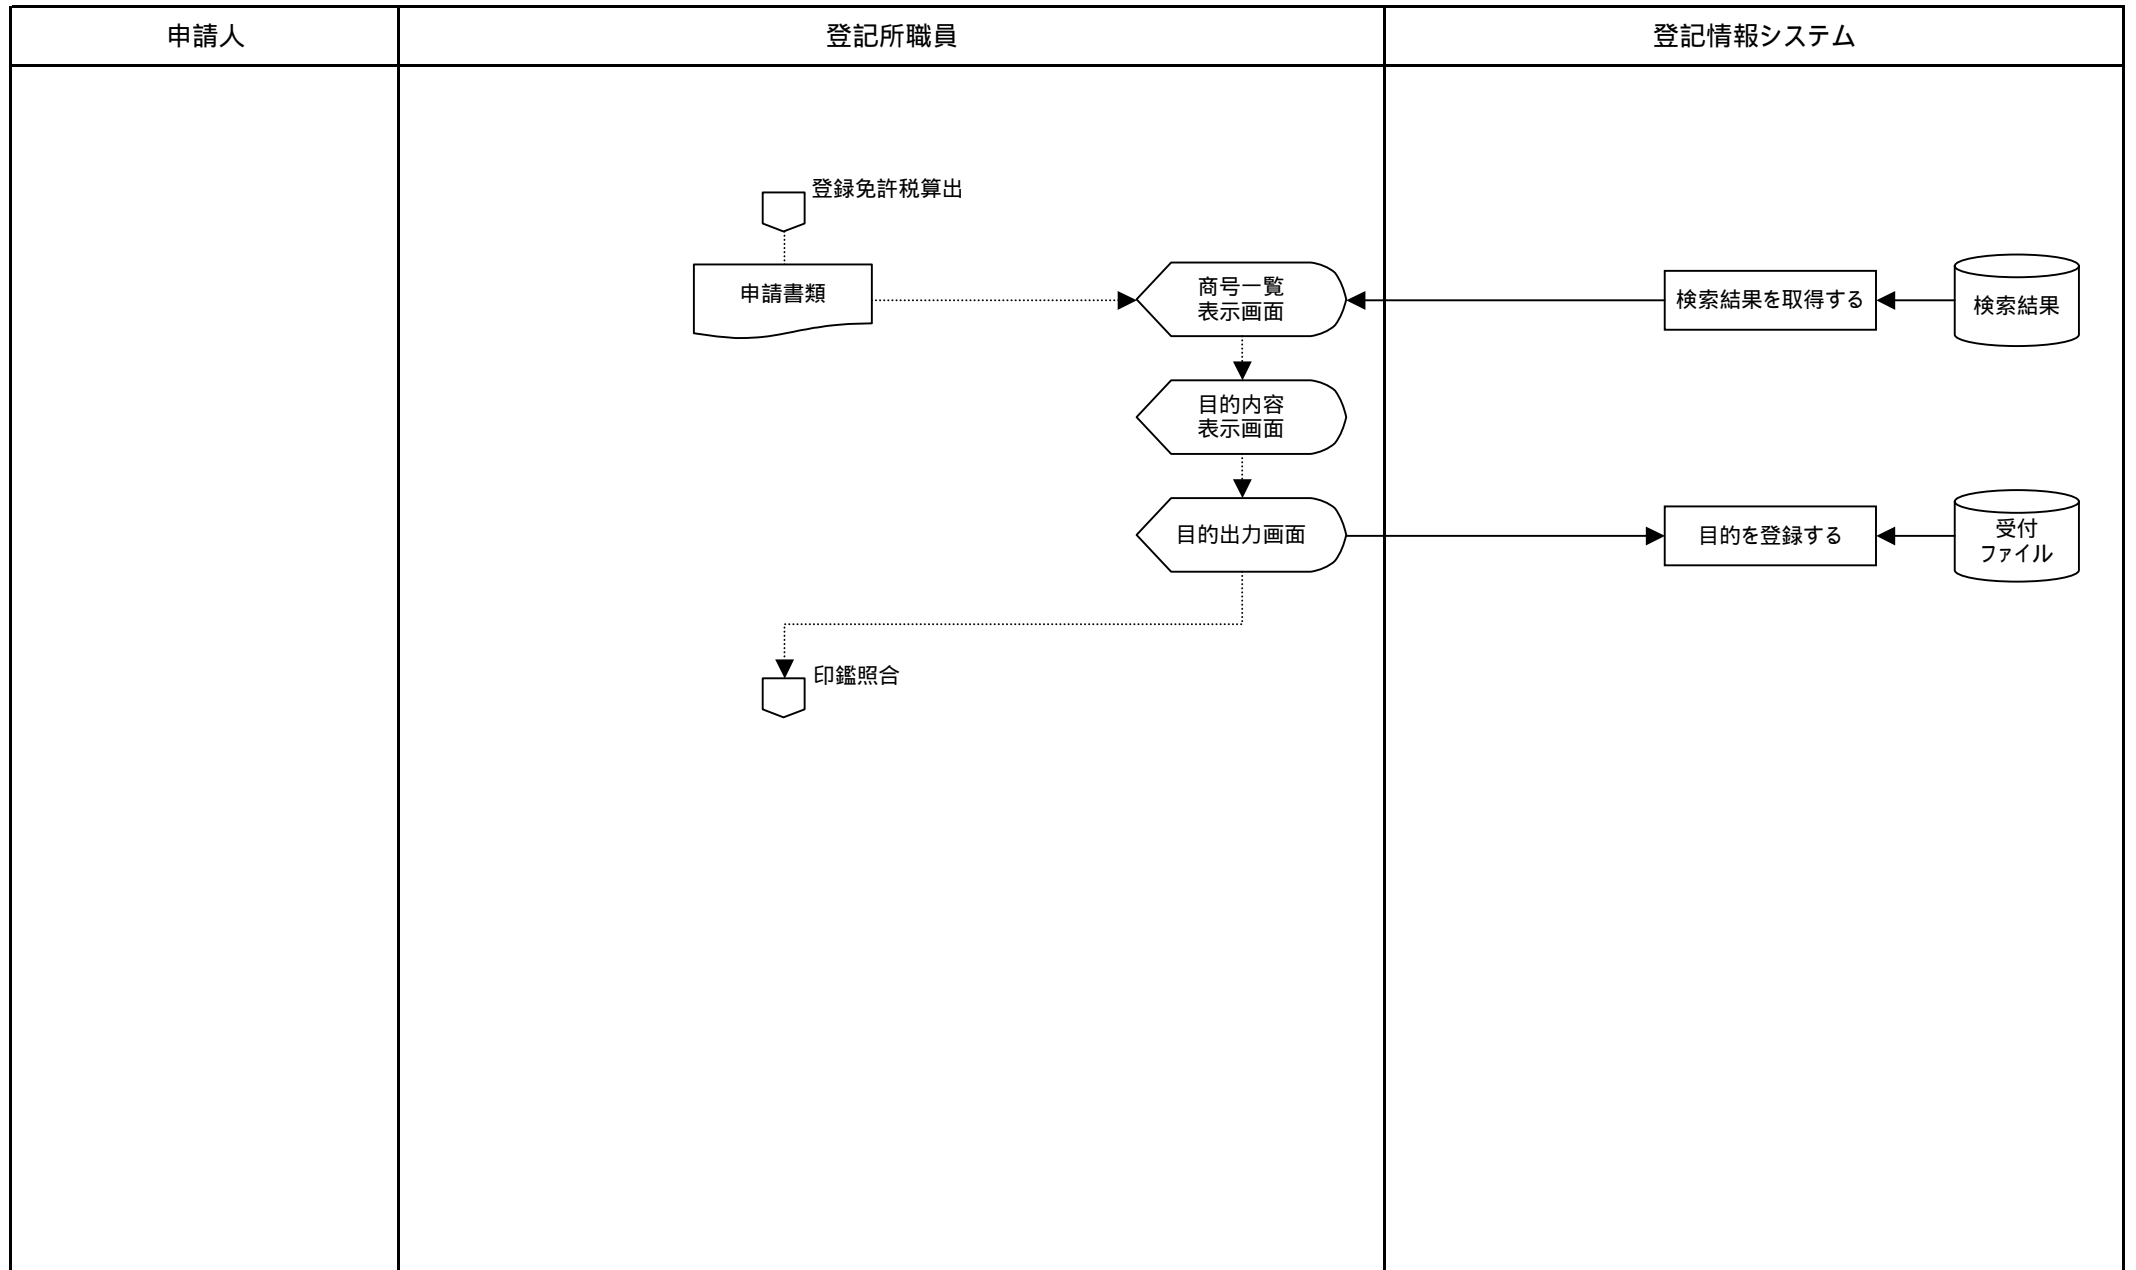 申請人
登記所職員
登記情報システム
登録免許税算出
申請書類
商号一覧
表示画面
検索結果を取得する
検索結果
目的内容
表示画面
目的出力画面
目的を登録する
受付
ファイル
印鑑照合